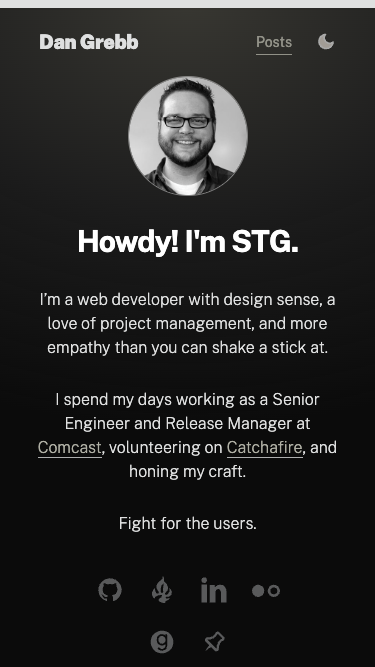 Dan Grebb
Posts
Howdy! I'm STG.
I’m a web developer with design sense, a
love of project management, and more
empathy than you can shake a stick at.
I spend my days working as a Senior
Engineer and Release Manager at
Comcast, volunteering on Catchafire, and
honing my craft.
Fight for the users.